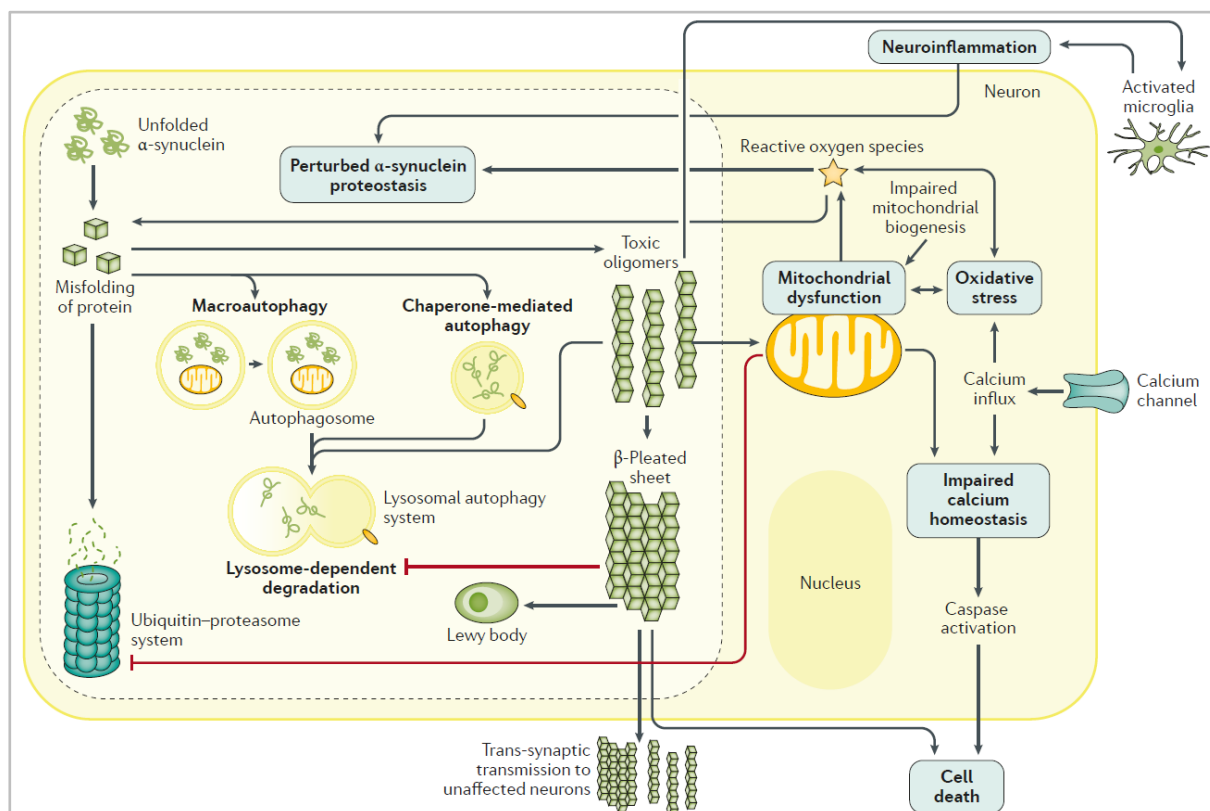 Neuroinflammation
Neuron
Activated
microglia
Unfolded
α-synuclein
Perturbed α-synuclein
proteostasis
Reactive oxygen species
Impaired
mitochondrial
biogenesis
Misfolding
of protein
Toxic
oligomers
Mitochondrial
dysfunction
Oxidative
stress
Macroautophagy
Chaperone-mediated
autophagy
Autophagosome
Calcium
influx
Calcium
channel
β-Pleated
sheet
Lysosomal autophagy
system
Impaired
calcium
homeostasis
Lysosome-dependent
degradation
Nucleus
Lewy body
Caspase
activation
Ubiquitin–proteasome
system
Trans-synaptic
transmission to
unaffected neurons
Cell
death